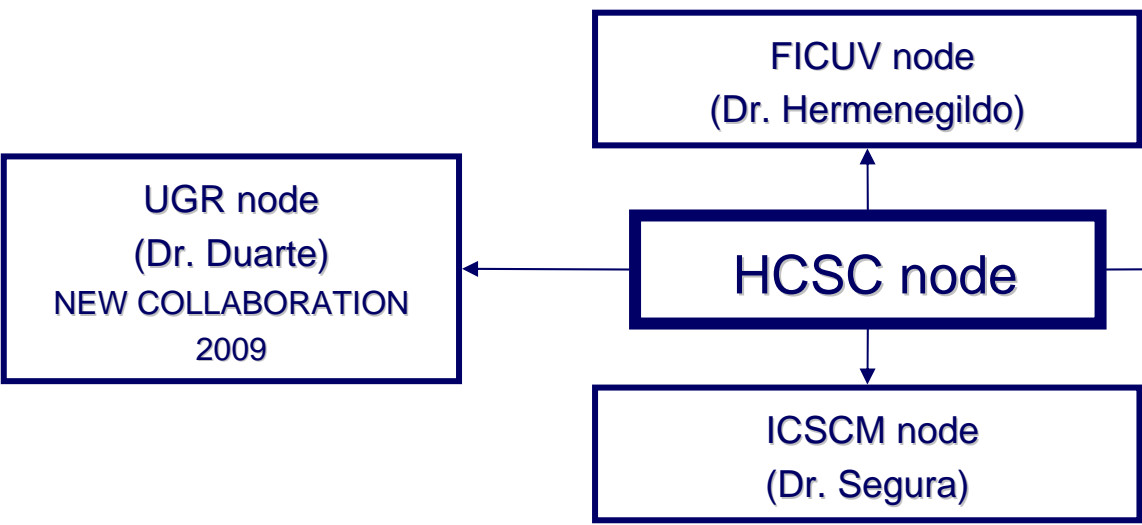 FICUV node
(Dr. Hermenegildo)
UGR node
(Dr. Duarte)
NEW COLLABORATION
2009
HCSC node
ICSCM node
(Dr. Segura)